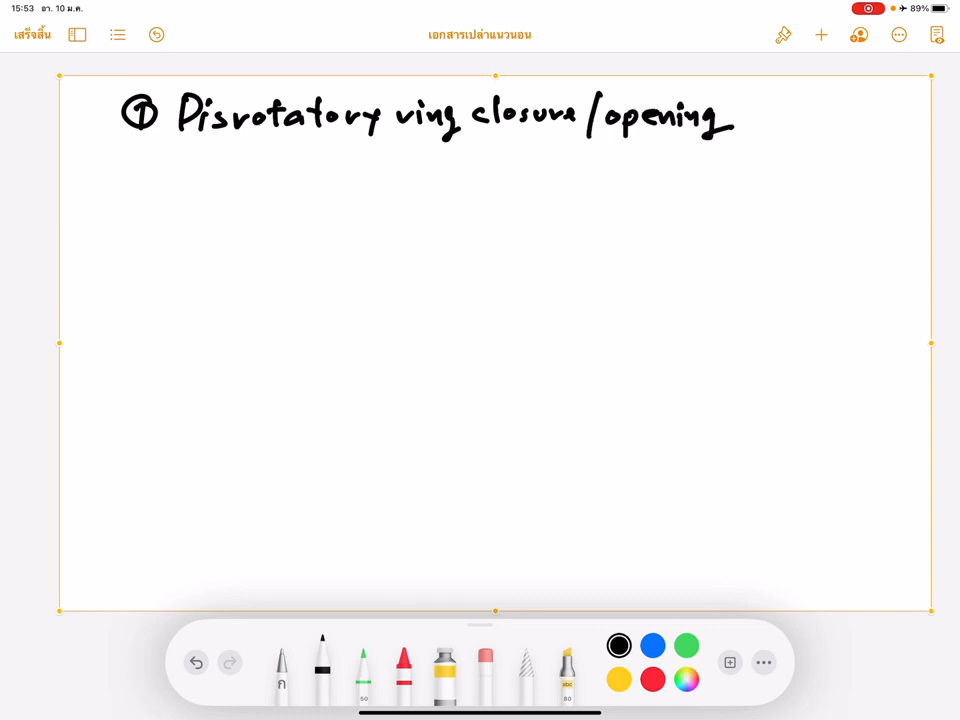 15:53 อา. 10 ม.ค. 89%
เสร็จสิ้น เอกสารเปล่าแนวนอน
① Disrotatory ring closure/opening
ก 50 abc 80